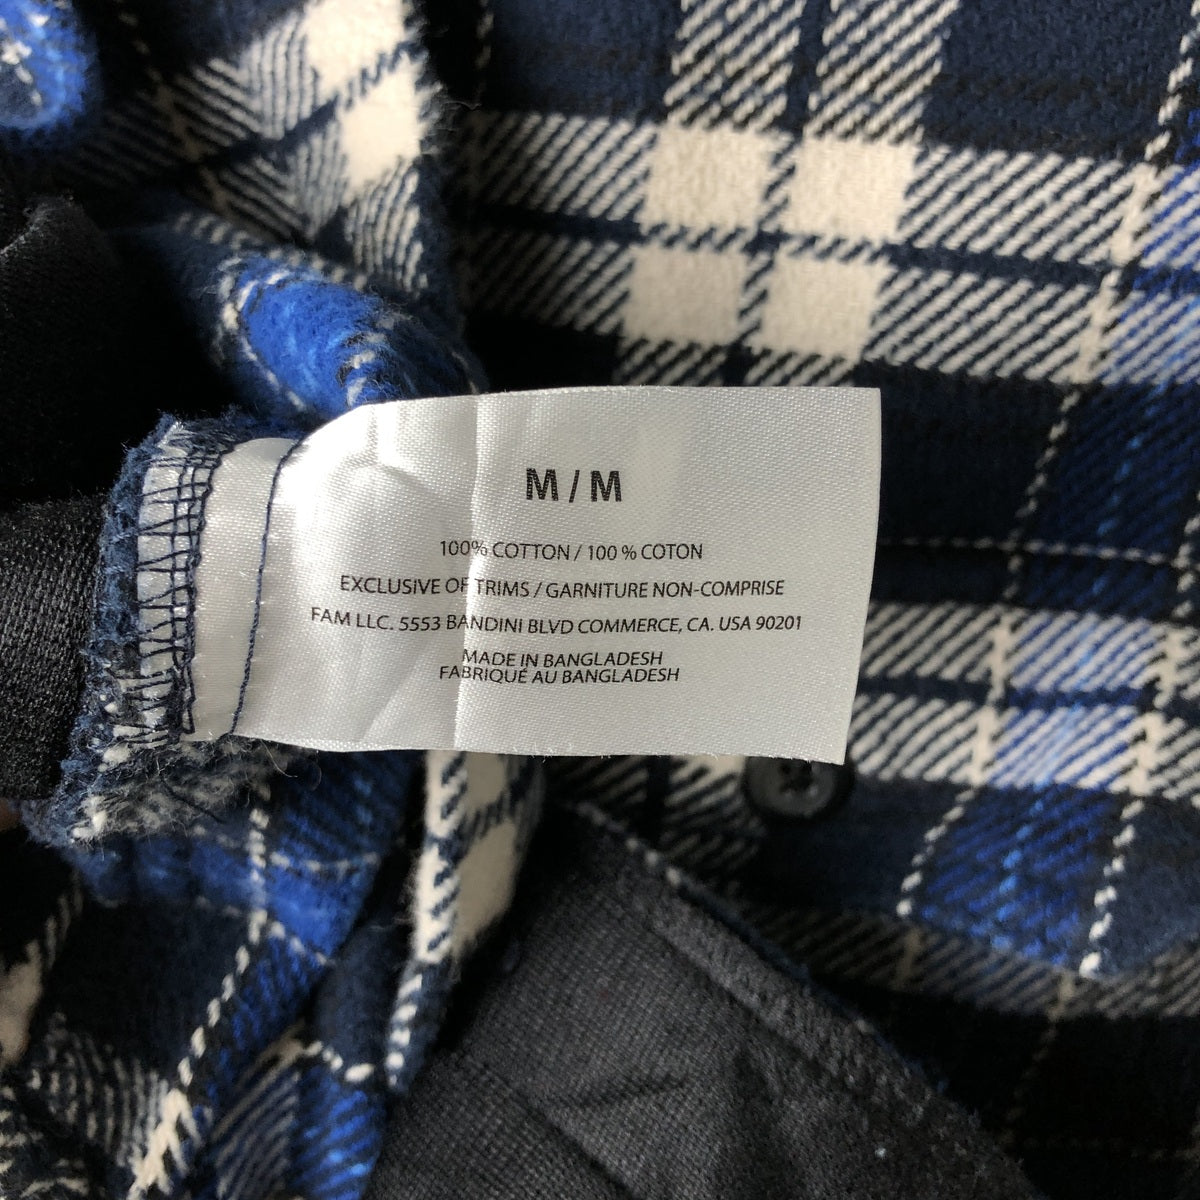 M / M
100% COTTON / 100 % COTON
EXCLUSIVE OF TRIMS / GARNITURE NON-COMPRISE
FAM LLC. 5553 BANDINI BLVD COMMERCE, CA. USA 90201
MADE IN BANGLADESH
FABRIQUÉ AU BANGLADESH